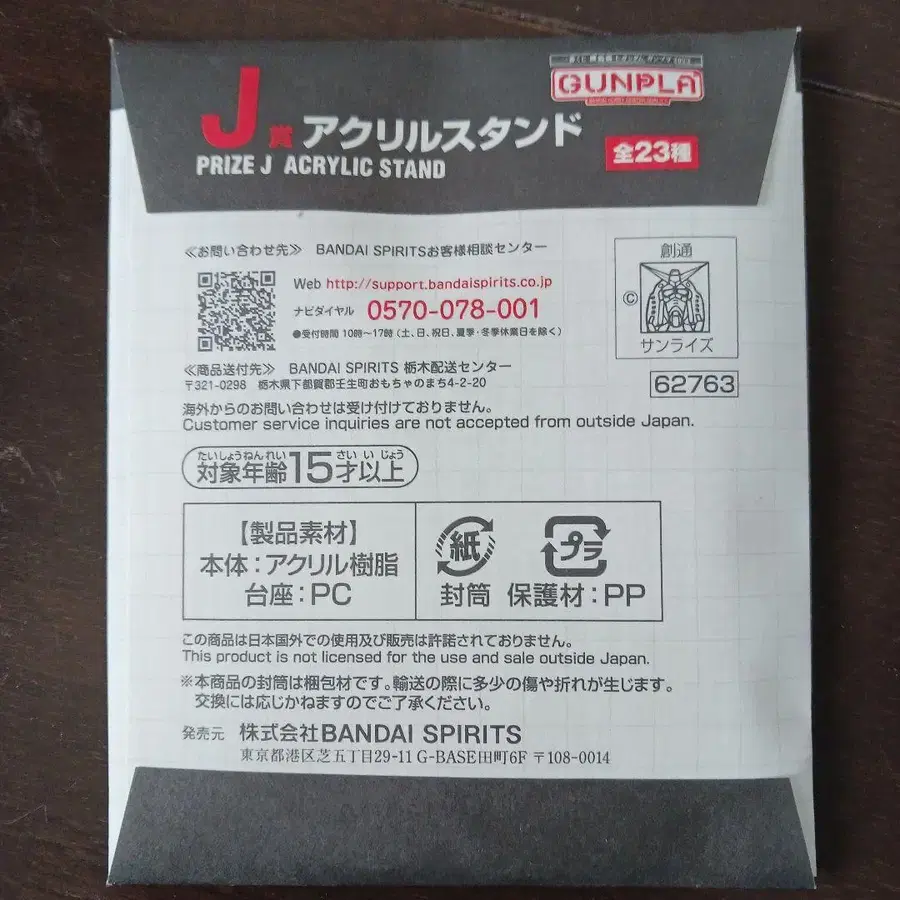 J賞 アクリルスタンド
PRIZE J ACRYLIC STAND
GUNPLA
全23種
≪お問い合わせ先≫ BANDAI SPIRITSお客様相談センター
Web http://support.bandaispirits.co.jp
ナビダイヤル 0570-078-001
●受付時間 10時〜17時 (土、日、祝日、夏季・冬季休業日を除く)
創通
©
サンライズ
≪商品送付先≫ BANDAI SPIRITS 栃木配送センター
〒321-0298 栃木県下都賀郡壬生町おもちゃのまち4-2-20
62763
海外からのお問い合わせは受け付けておりません。
Customer service inquiries are not accepted from outside Japan.
たいしょうねんれい さい いじょう
対象年齢15才以上
【製品素材】
本体：アクリル樹脂
台座：PC
紙
封筒
プラ
保護材：PP
この商品は日本国外での使用及び販売は許諾されておりません。
This product is not licensed for the use and sale outside Japan.
※本商品の封筒は梱包材です。輸送の際に多少の傷や折れが生じます。
交換には応じかねますのでご了承ください。
発売元 株式会社BANDAI SPIRITS
東京都港区芝五丁目29-11 G-BASE田町6F 〒108-0014